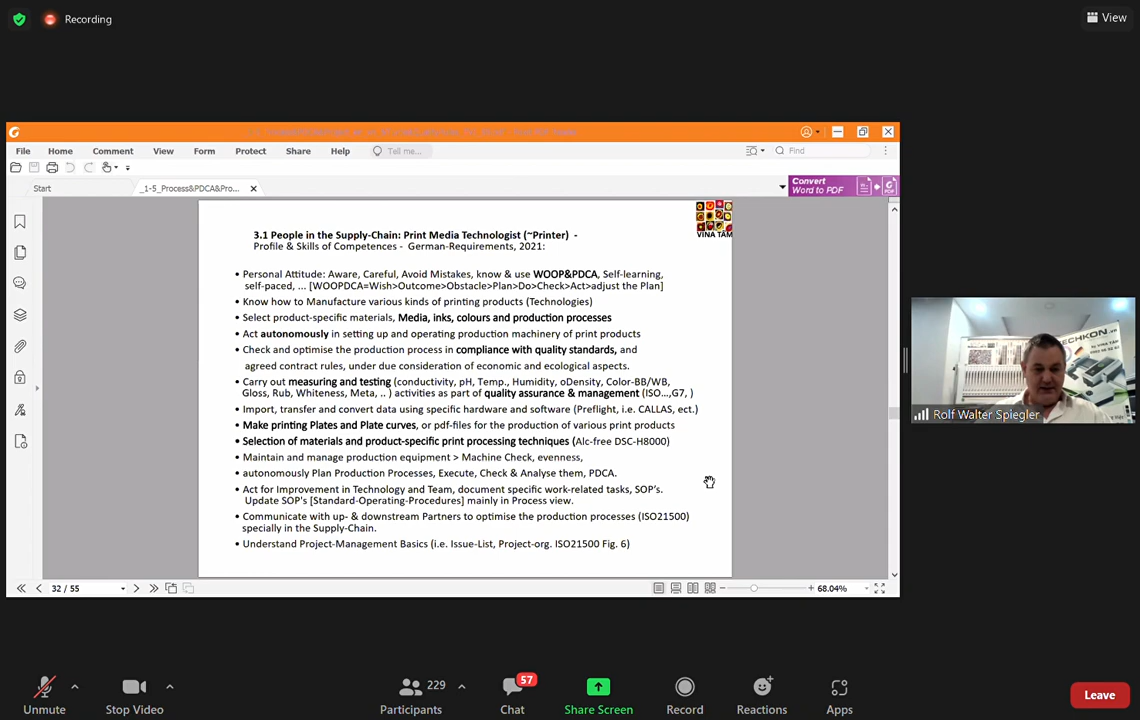 Recording
View
File Home Comment View Form Protect Share Help Tell me... Find
Start _1-5_Process&PDCA&Pro...
Convert
Word to PDF
VINA TAM
3.1 People in the Supply-Chain: Print Media Technologist (~Printer) -
Profile & Skills of Competences - German-Requirements, 2021:
• Personal Attitude: Aware, Careful, Avoid Mistakes, know & use WOOP&PDCA, Self-learning,
self-paced, ... [WOOPDCA=Wish>Outcome>Obstacle>Plan>Do>Check>Act>adjust the Plan]
• Know how to Manufacture various kinds of printing products (Technologies)
• Select product-specific materials, Media, inks, colours and production processes
• Act autonomously in setting up and operating production machinery of print products
• Check and optimise the production process in compliance with quality standards, and
agreed contract rules, under due consideration of economic and ecological aspects.
• Carry out measuring and testing (conductivity, pH, Temp., Humidity, oDensity, Color-BB/WB,
Gloss, Rub, Whiteness, Meta, .. ) activities as part of quality assurance & management (ISO...,G7, )
• Import, transfer and convert data using specific hardware and software (Preflight, i.e. CALLAS, ect.)
• Make printing Plates and Plate curves, or pdf-files for the production of various print products
• Selection of materials and product-specific print processing techniques (Alc-free DSC-H8000)
• Maintain and manage production equipment > Machine Check, evenness,
• autonomously Plan Production Processes, Execute, Check & Analyse them, PDCA.
• Act for Improvement in Technology and Team, document specific work-related tasks, SOP's.
Update SOP's [Standard-Operating-Procedures] mainly in Process view.
• Communicate with up- & downstream Partners to optimise the production processes (ISO21500)
specially in the Supply-Chain.
• Understand Project-Management Basics (i.e. Issue-List, Project-org. ISO21500 Fig. 6)
32 / 55
68.04%
TECHKON
Rolf Walter Spiegler
229
57
Unmute Stop Video Participants Chat Share Screen Record Reactions Apps Leave